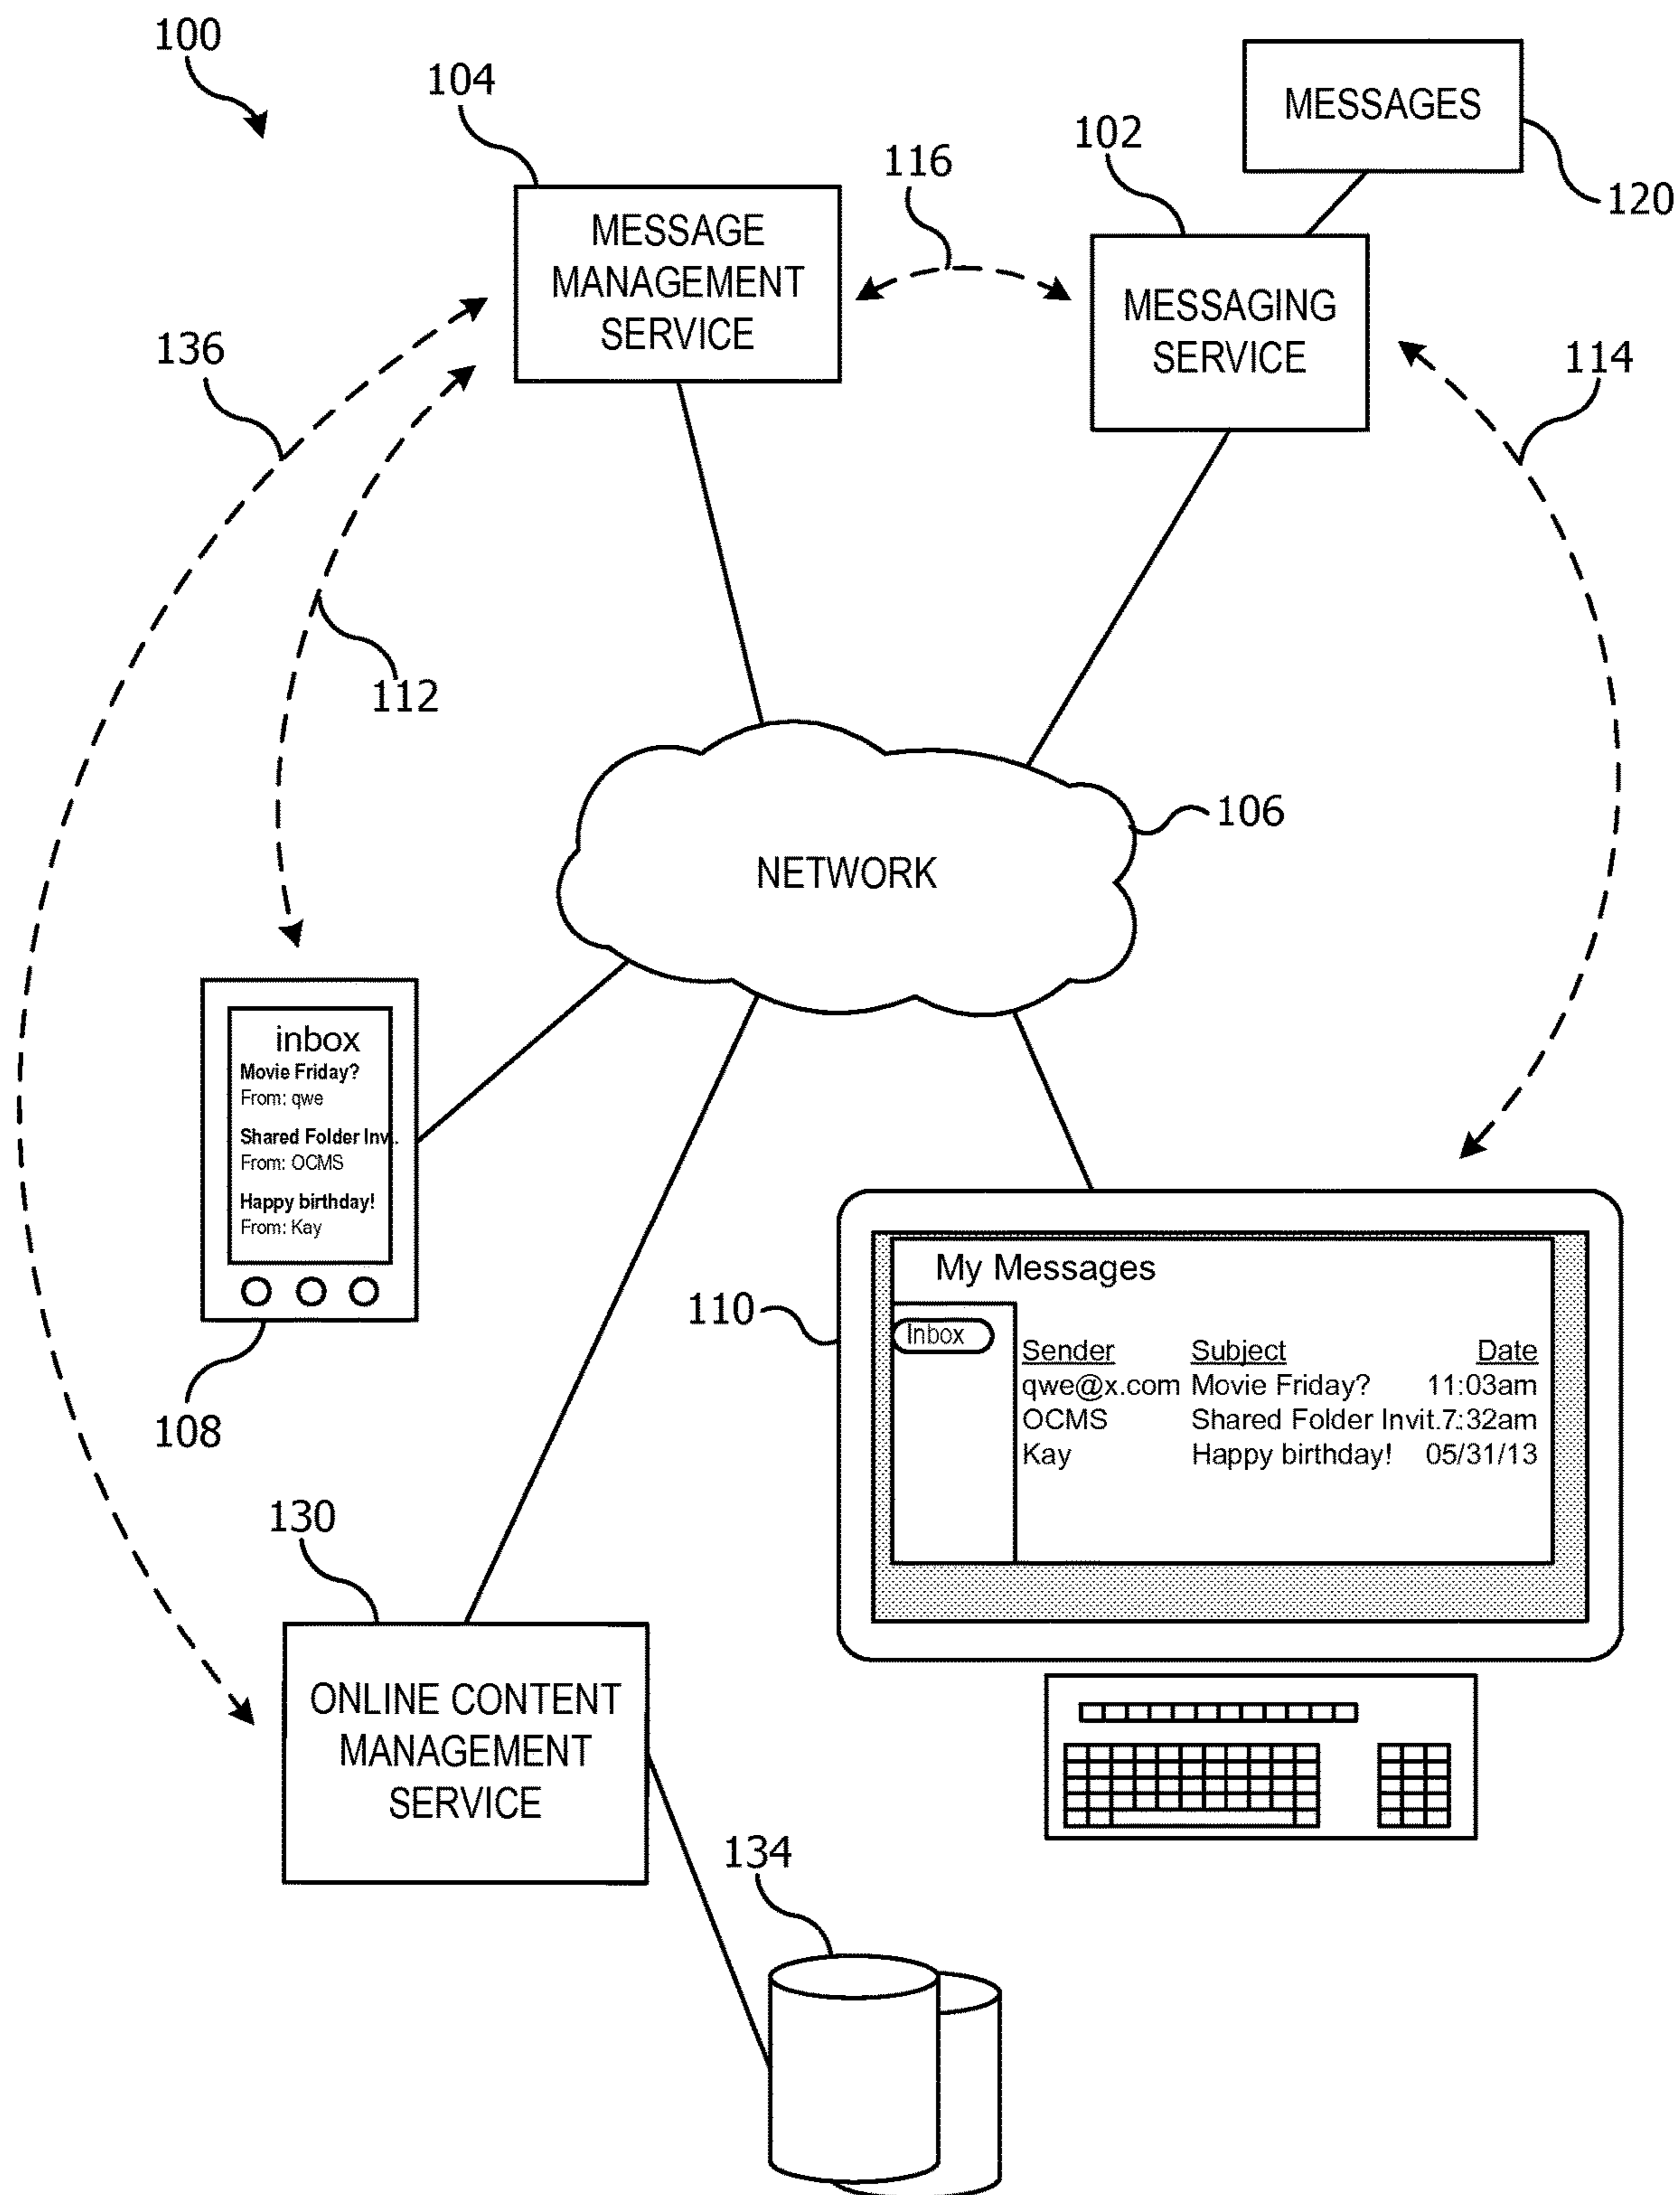 100
104
MESSAGES
102
116
120
MESSAGE
MANAGEMENT
SERVICE
MESSAGING
SERVICE
136
114
112
106
NETWORK
inbox
Movie Friday?
From: qwe
Shared Folder Inv..
From: OCMS
Happy birthday!
From: Kay
108
110
My Messages
Inbox
Sender Subject Date
qwe@x.com Movie Friday? 11:03am
OCMS Shared Folder Invit.7:32am
Kay Happy birthday! 05/31/13
130
ONLINE CONTENT
MANAGEMENT
SERVICE
134